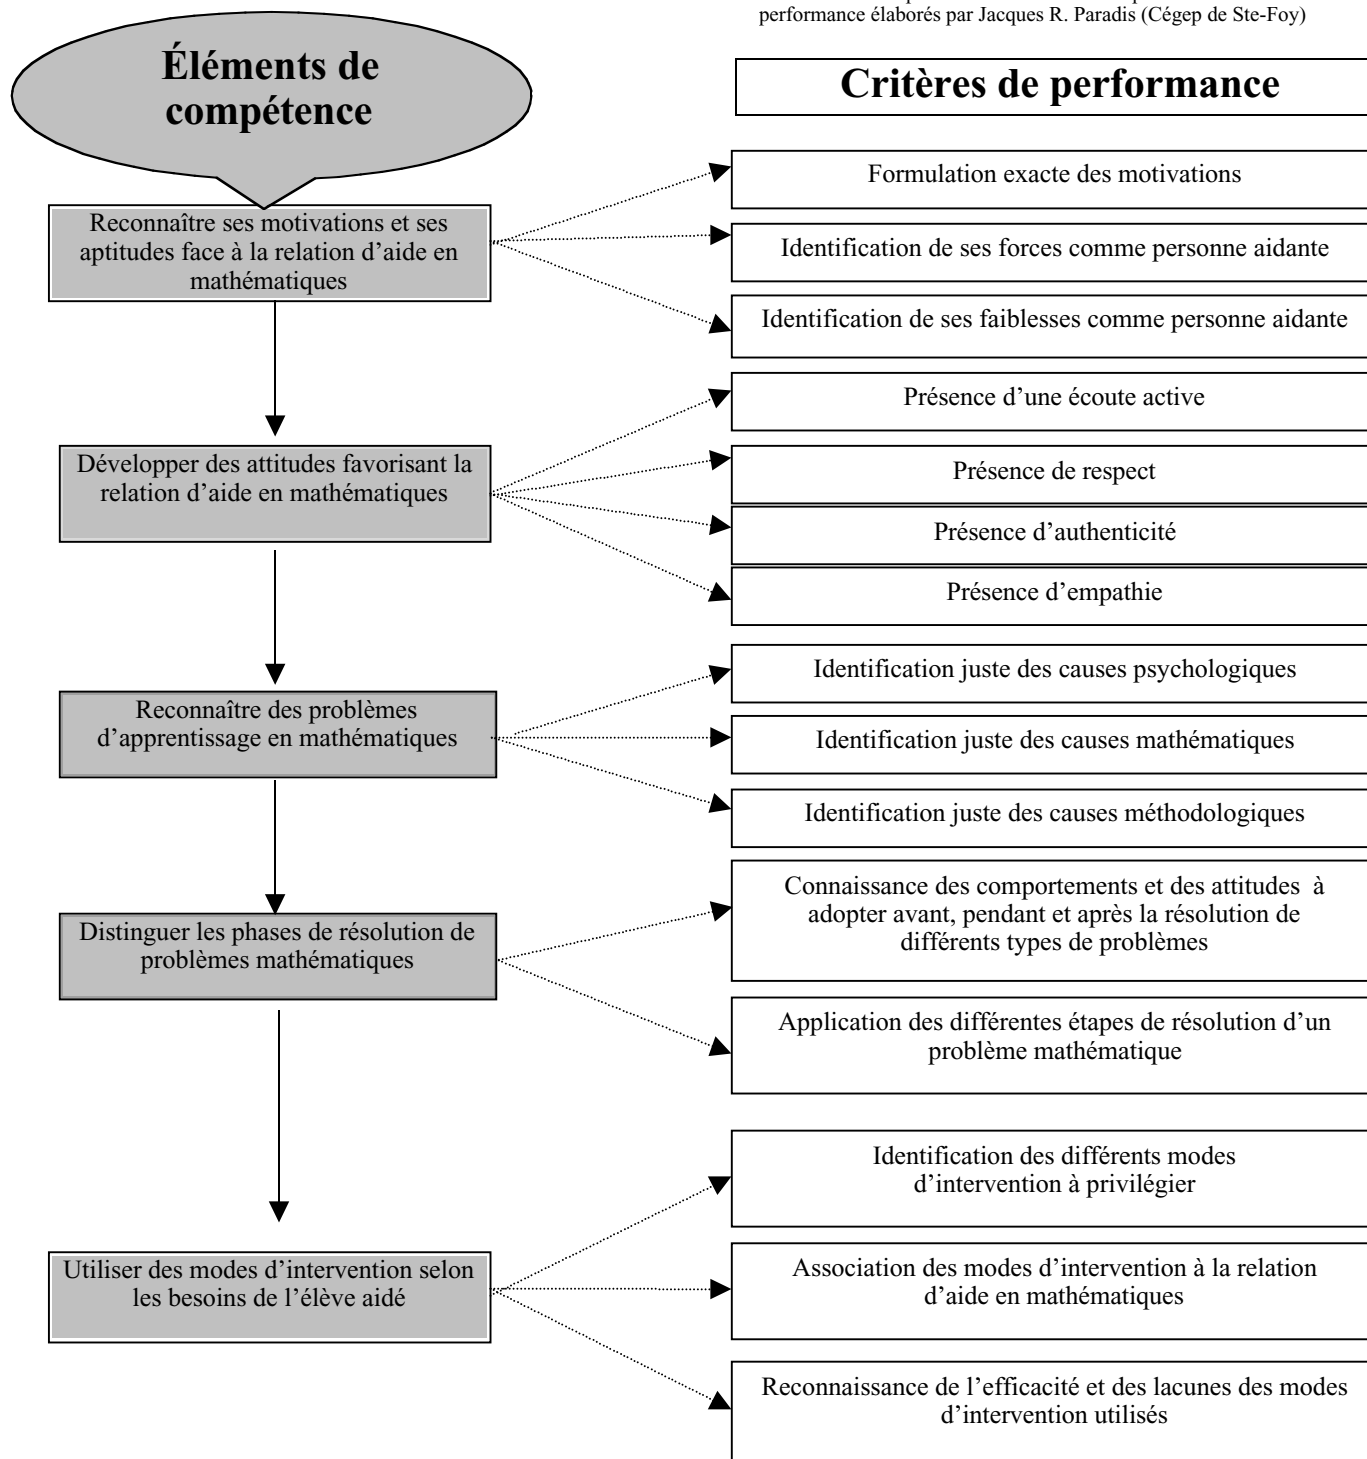 performance élaborés par Jacques R. Paradis (Cégep de Ste-Foy)
Éléments de
compétence
Critères de performance
Reconnaître ses motivations et ses
aptitudes face à la relation d’aide en
mathématiques
Formulation exacte des motivations
Identification de ses forces comme personne aidante
Identification de ses faiblesses comme personne aidante
Développer des attitudes favorisant la
relation d’aide en mathématiques
Présence d’une écoute active
Présence de respect
Présence d’authenticité
Présence d’empathie
Reconnaître des problèmes
d’apprentissage en mathématiques
Identification juste des causes psychologiques
Identification juste des causes mathématiques
Identification juste des causes méthodologiques
Distinguer les phases de résolution de
problèmes mathématiques
Connaissance des comportements et des attitudes à
adopter avant, pendant et après la résolution de
différents types de problèmes
Application des différentes étapes de résolution d’un
problème mathématique
Utiliser des modes d’intervention selon
les besoins de l’élève aidé
Identification des différents modes
d’intervention à privilégier
Association des modes d’intervention à la relation
d’aide en mathématiques
Reconnaissance de l’efficacité et des lacunes des modes
d’intervention utilisés